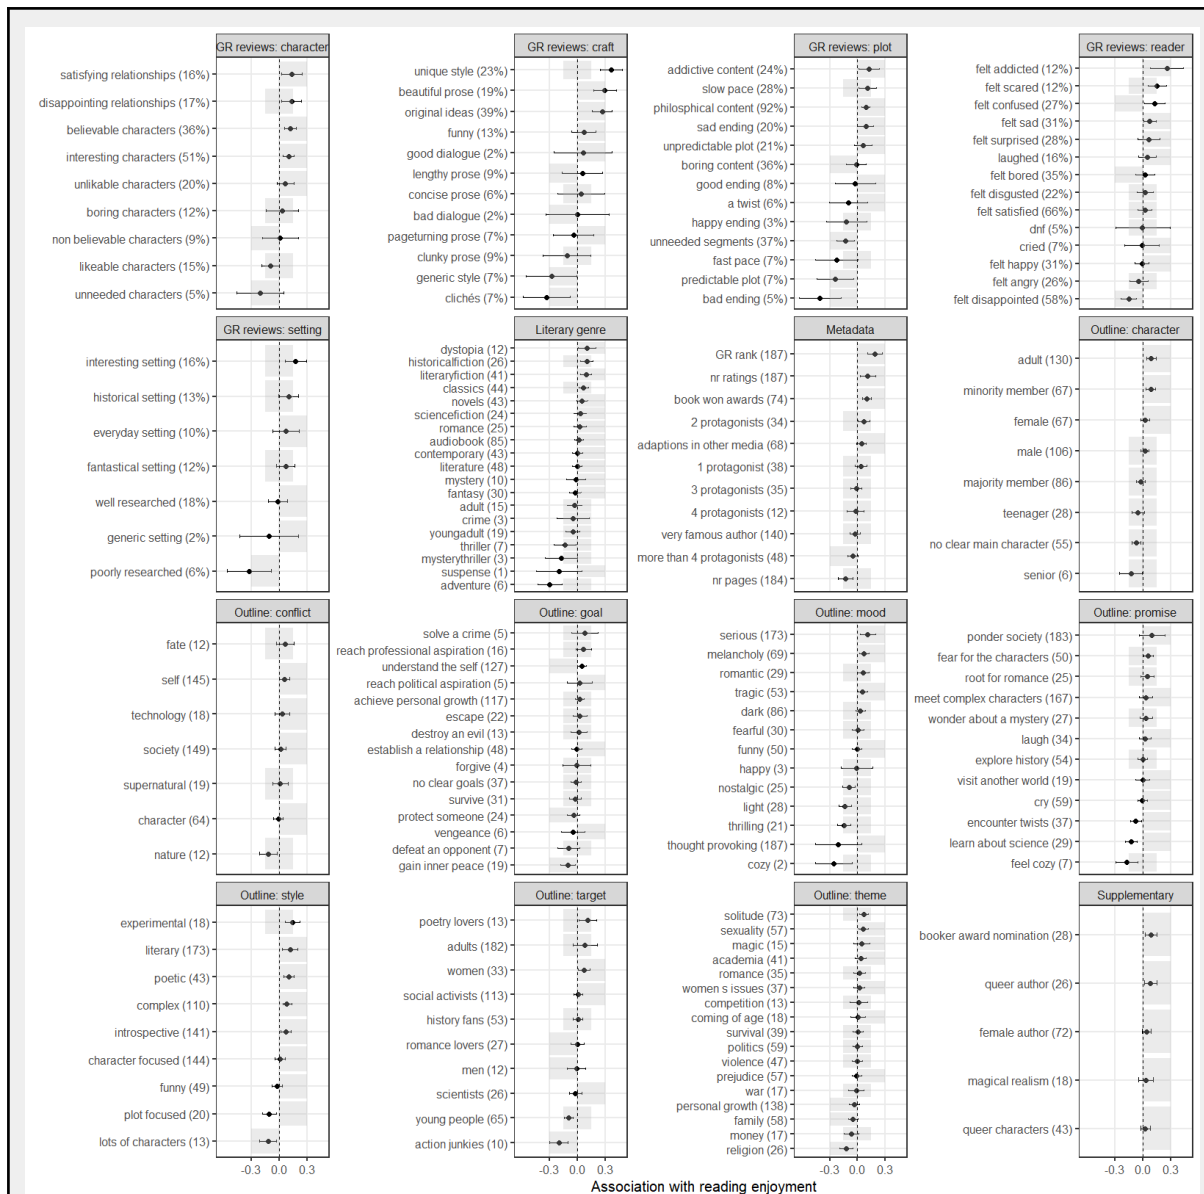 GR reviews: character
satisfying relationships (16%)
disappointing relationships (17%)
believable characters (36%)
interesting characters (51%)
unlikable characters (20%)
boring characters (12%)
non believable characters (9%)
likeable characters (15%)
unneeded characters (5%)
GR reviews: craft
unique style (23%)
beautiful prose (19%)
original ideas (39%)
funny (13%)
good dialogue (2%)
lengthy prose (9%)
concise prose (6%)
bad dialogue (2%)
pageturning prose (7%)
clunky prose (9%)
generic style (7%)
clichés (7%)
GR reviews: plot
addictive content (24%)
slow pace (28%)
philosphical content (92%)
sad ending (20%)
unpredictable plot (21%)
boring content (36%)
good ending (8%)
a twist (6%)
happy ending (3%)
unneeded segments (37%)
fast pace (7%)
predictable plot (7%)
bad ending (5%)
GR reviews: reader
felt addicted (12%)
felt scared (12%)
felt confused (27%)
felt sad (31%)
felt surprised (28%)
laughed (16%)
felt bored (35%)
felt disgusted (22%)
felt satisfied (66%)
dnf (5%)
cried (7%)
felt happy (31%)
felt angry (26%)
felt disappointed (58%)
GR reviews: setting
interesting setting (16%)
historical setting (13%)
everyday setting (10%)
fantastical setting (12%)
well researched (18%)
generic setting (2%)
poorly researched (6%)
Literary genre
dystopia (12)
historicalfiction (26)
literaryfiction (41)
classics (44)
novels (43)
sciencefiction (24)
romance (25)
audiobook (85)
contemporary (43)
literature (48)
mystery (10)
fantasy (30)
adult (15)
crime (3)
youngadult (19)
thriller (7)
mysterythriller (3)
suspense (1)
adventure (6)
Metadata
GR rank (187)
nr ratings (187)
book won awards (74)
2 protagonists (34)
adaptions in other media (68)
1 protagonist (38)
3 protagonists (35)
4 protagonists (12)
very famous author (140)
more than 4 protagonists (48)
nr pages (184)
Outline: character
adult (130)
minority member (67)
female (67)
male (106)
majority member (86)
teenager (28)
no clear main character (55)
senior (6)
Outline: conflict
fate (12)
self (145)
technology (18)
society (149)
supernatural (19)
character (64)
nature (12)
Outline: goal
solve a crime (5)
reach professional aspiration (16)
understand the self (127)
reach political aspiration (5)
achieve personal growth (117)
escape (22)
destroy an evil (13)
establish a relationship (48)
forgive (4)
no clear goals (37)
survive (31)
protect someone (24)
vengeance (6)
defeat an opponent (7)
gain inner peace (19)
Outline: mood
serious (173)
melancholy (69)
romantic (29)
tragic (53)
dark (86)
fearful (30)
funny (50)
happy (3)
nostalgic (25)
light (28)
thrilling (21)
thought provoking (187)
cozy (2)
Outline: promise
ponder society (183)
fear for the characters (50)
root for romance (25)
meet complex characters (167)
wonder about a mystery (27)
laugh (34)
explore history (54)
visit another world (19)
cry (59)
encounter twists (37)
learn about science (29)
feel cozy (7)
Outline: style
experimental (18)
literary (173)
poetic (43)
complex (110)
introspective (141)
character focused (144)
funny (49)
plot focused (20)
lots of characters (13)
Outline: target
poetry lovers (13)
adults (182)
women (33)
social activists (113)
history fans (53)
romance lovers (27)
men (12)
scientists (26)
young people (65)
action junkies (10)
Outline: theme
solitude (73)
sexuality (57)
magic (15)
academia (41)
romance (35)
women s issues (37)
competition (13)
coming of age (18)
survival (39)
politics (59)
violence (47)
prejudice (57)
war (17)
personal growth (138)
family (58)
money (17)
religion (26)
Supplementary
booker award nomination (28)
queer author (26)
female author (72)
magical realism (18)
queer characters (43)
-0.3 0.0 0.3
-0.3 0.0 0.3
-0.3 0.0 0.3
-0.3 0.0 0.3
Association with reading enjoyment